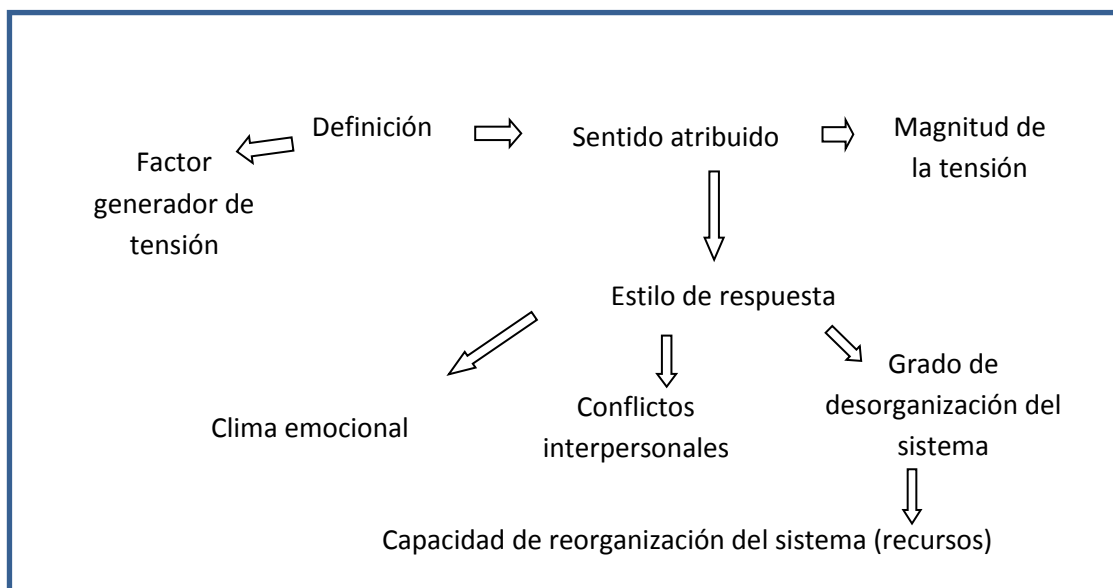 Definición
Factor
generador de
tensión
Sentido atribuido
Magnitud de
la tensión
Estilo de respuesta
Clima emocional
Conflictos
interpersonales
Grado de
desorganización del
sistema
Capacidad de reorganización del sistema (recursos)